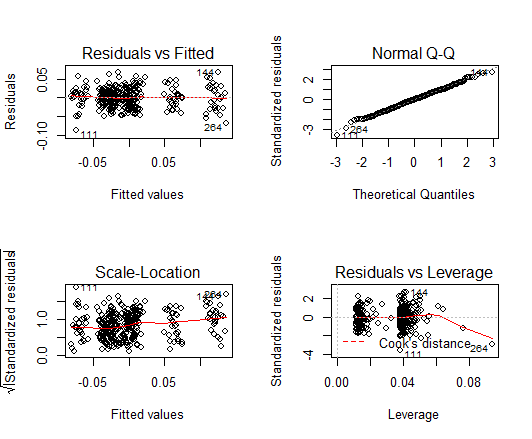 Residuals vs Fitted
Residuals
-0.10
0.05
144
111
264
-0.05
0.05
Fitted values
Normal Q-Q
Standardized residuals
-3
0
2
144
264
111
-3
-2
-1
0
1
2
3
Theoretical Quantiles
Scale-Location
√|Standardized residuals|
0.0
1.0
111
264
-0.05
0.05
Fitted values
Residuals vs Leverage
Standardized residuals
-4
0
2
144
Cook's distance
111
264
0.00
0.04
0.08
Leverage